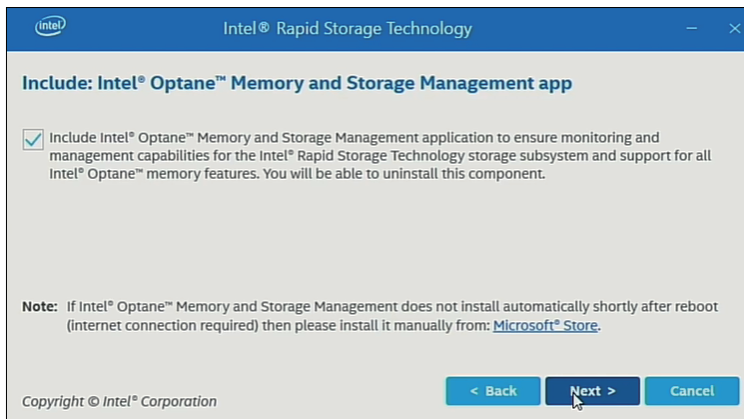 intel
Intel® Rapid Storage Technology
Include: Intel® Optane™ Memory and Storage Management app
Include Intel® Optane™ Memory and Storage Management application to ensure monitoring and
management capabilities for the Intel® Rapid Storage Technology storage subsystem and support for all
Intel® Optane™ memory features. You will be able to uninstall this component.
Note: If Intel® Optane™ Memory and Storage Management does not install automatically shortly after reboot
(internet connection required) then please install it manually from: Microsoft® Store.
< Back
Next >
Cancel
Copyright © Intel® Corporation